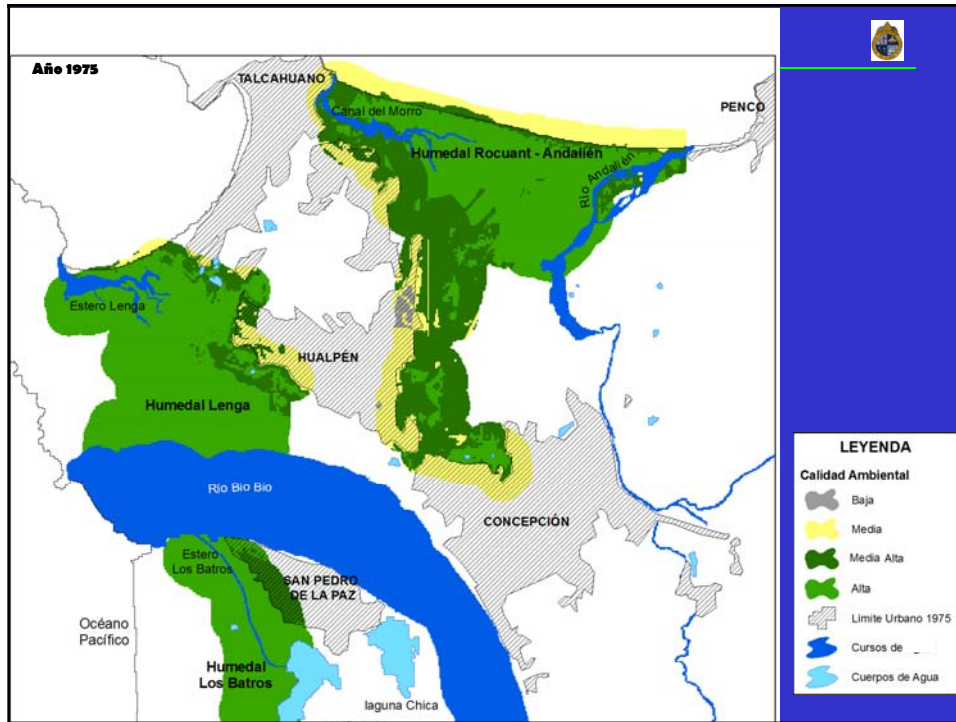 Año 1975
TALCAHUANO
PENCO
Canal del Morro
Humedal Rocuant - Andalién
Río Andalién
Estero Lenga
HUALPÉN
Humedal Lenga
Río Bio Bio
CONCEPCIÓN
Estero
Los Batros
SAN PEDRO
DE LA PAZ
Océano
Pacífico
Humedal
Los Batros
laguna Chica
LEYENDA
Calidad Ambiental
Baja
Media
Media Alta
Alta
Límite Urbano 1975
Cursos de
Cuerpos de Agua